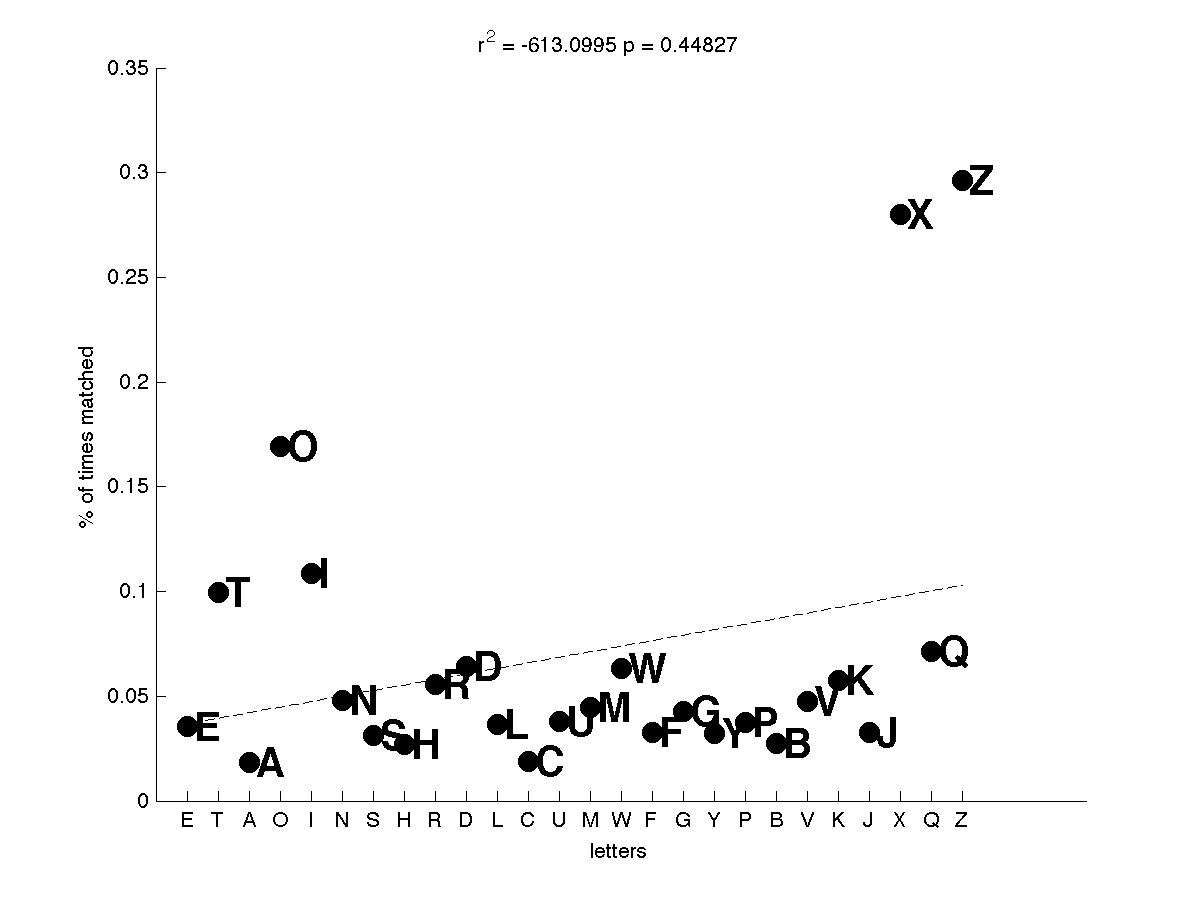 r2 = -613.0995 p = 0.44827
0.35
0.3
0.25
0.2
0.15
0.1
0.05
0
% of times matched
E
T
A
O
I
N
S
H
R
D
L
C
U
M
W
F
G
Y
P
B
V
K
J
X
Q
Z
E T A O I N S H R D L C U M W F G Y P B V K J X Q Z
letters